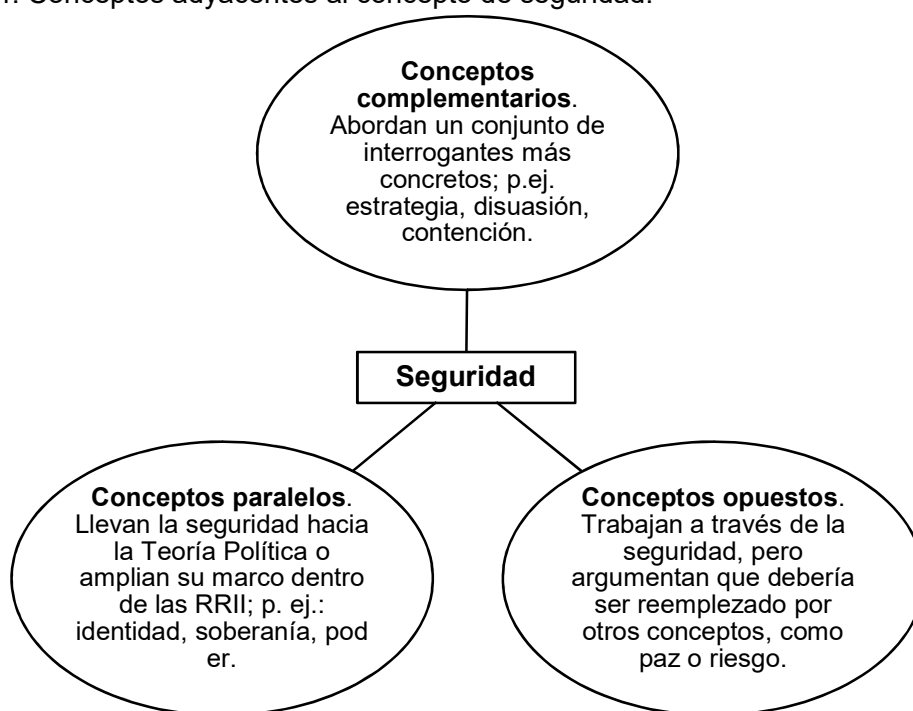 1. Conceptos adyacentes al concepto de seguridad.
Conceptos
complementarios.
Abordan un conjunto de
interrogantes más
concretos; p.ej.
estrategia, disuasión,
contención.
Seguridad
Conceptos paralelos.
Llevan la seguridad hacia
la Teoría Política o
amplian su marco dentro
de las RRII; p. ej.:
identidad, soberanía, pod
er.
Conceptos opuestos.
Trabajan a través de la
seguridad, pero
argumentan que debería
ser reemplezado por
otros conceptos, como
paz o riesgo.